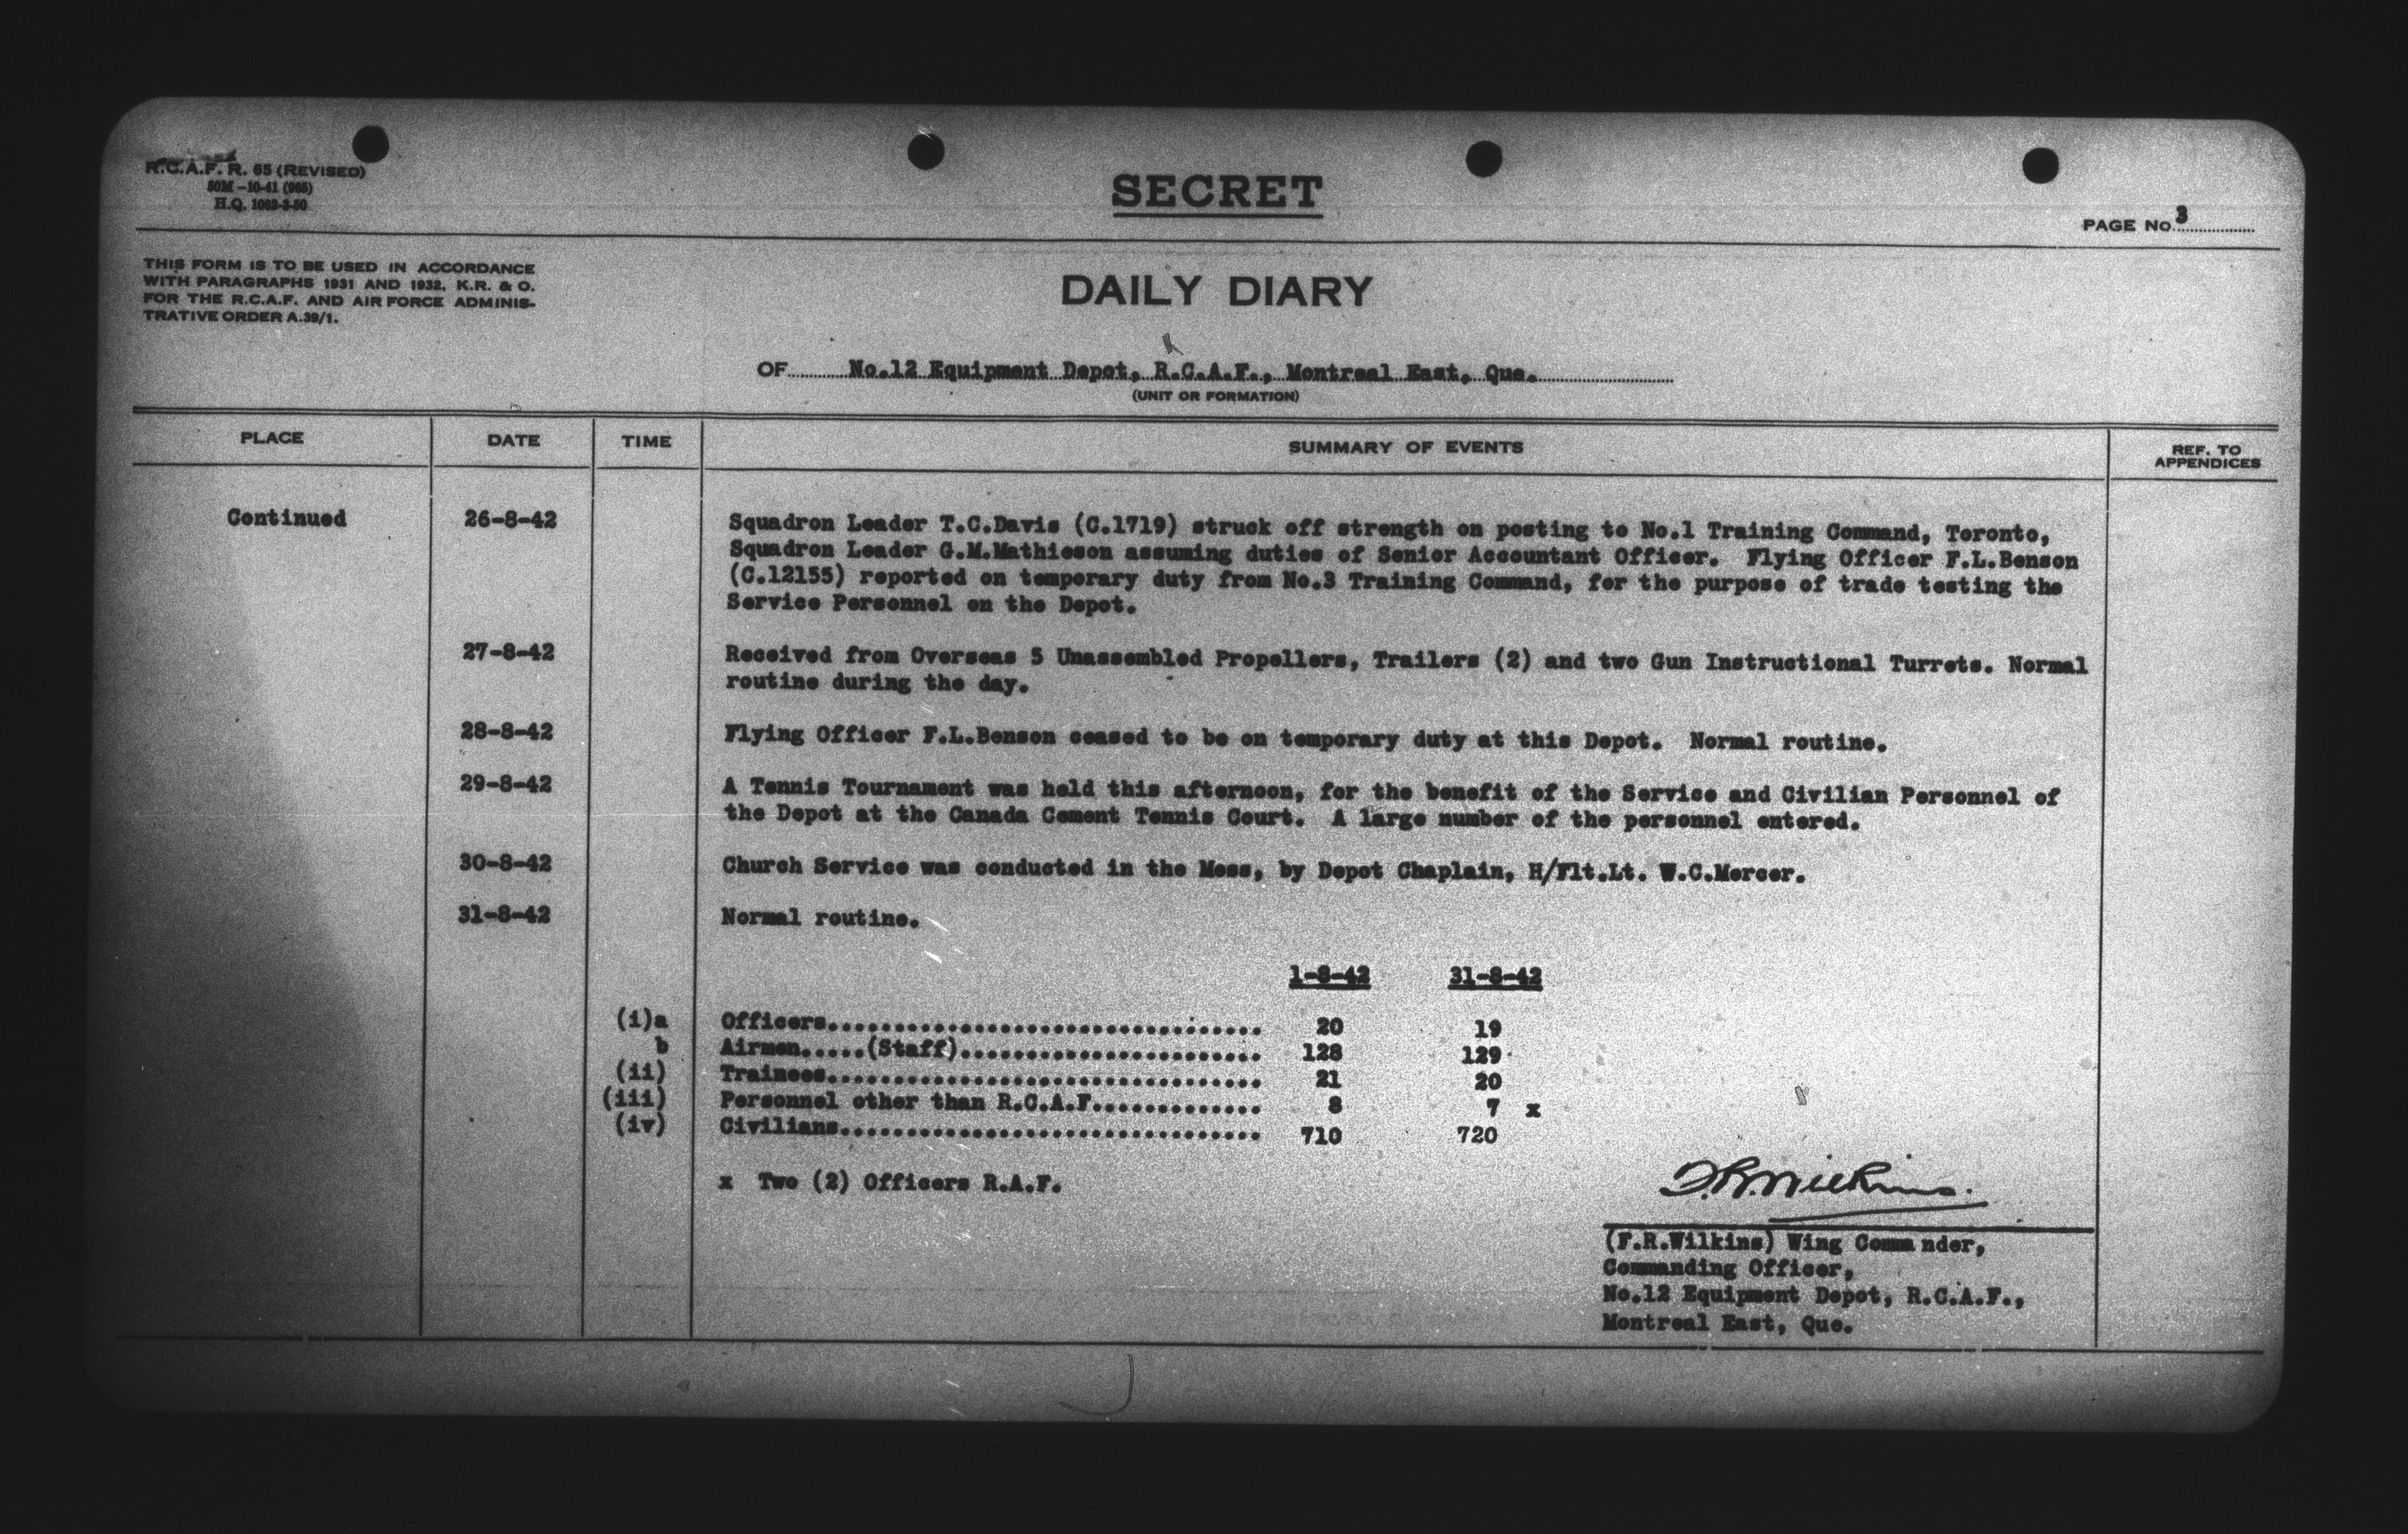 R.C.A.F. R. 65 (REVISED)
50M-10-41 (965)
H.Q. 1062-3-50
SECRET
PAGE No. 3
THIS FORM IS TO BE USED IN ACCORDANCE
WITH PARAGRAPHS 1931 AND 1932, K.R. & O.
FOR THE R.C.A.F. AND AIR FORCE ADMINIS-
TRATIVE ORDER A.39/1.
DAILY DIARY
OF No.12 Equipment Depot, R.C.A.F., Montreal East, Que.
(UNIT OR FORMATION)
PLACE DATE TIME SUMMARY OF EVENTS REF. TO
APPENDICES
Continued 26-8-42 Squadron Leader T.C.Davis (C.1719) struck off strength on posting to No.1 Training Command, Toronto,
Squadron Leader G.M.Mathieson assuming duties of Senior Accountant Officer. Flying Officer F.L.Benson
(C.12155) reported on temporary duty from No.3 Training Command, for the purpose of trade testing the
Service Personnel on the Depot.
27-8-42 Received from Overseas 5 Unassembled Propellers, Trailers (2) and two Gun Instructional Turrets. Normal
routine during the day.
28-8-42 Flying Officer F.L.Benson ceased to be on temporary duty at this Depot. Normal routine.
29-8-42 A Tennis Tournament was held this afternoon, for the benefit of the Service and Civilian Personnel of
the Depot at the Canada Cement Tennis Court. A large number of the personnel entered.
30-8-42 Church Service was conducted in the Mess, by Depot Chaplain, H/Flt.Lt. W.C.Mercer.
31-8-42 Normal routine.
1-8-42 31-8-42
(i)a Officers................................. 20 19
b Airmen.....(Staff)....................... 128 129
(ii) Trainees................................. 21 20
(iii) Personnel other than R.C.A.F............. 8 7 x
(iv) Civilians................................ 710 720
x Two (2) Officers R.A.F.
F.R.Wilkins.
(F.R.Wilkins) Wing Commander,
Commanding Officer,
No.12 Equipment Depot, R.C.A.F.,
Montreal East, Que.